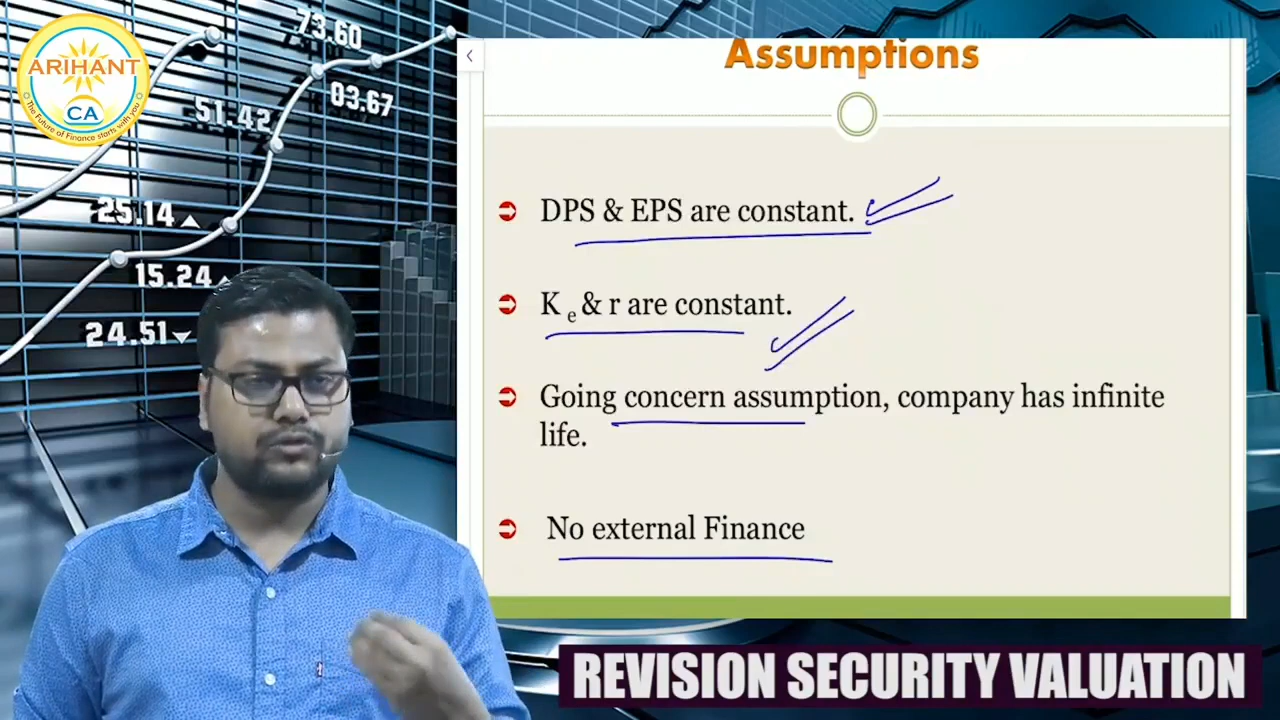 ARIHANT
CA
The Future of Finance starts with you
73.60
51.42
03.67
25.14
15.24
24.51
Assumptions
DPS & EPS are constant.
K e & r are constant.
Going concern assumption, company has infinite
life.
No external Finance
REVISION SECURITY VALUATION